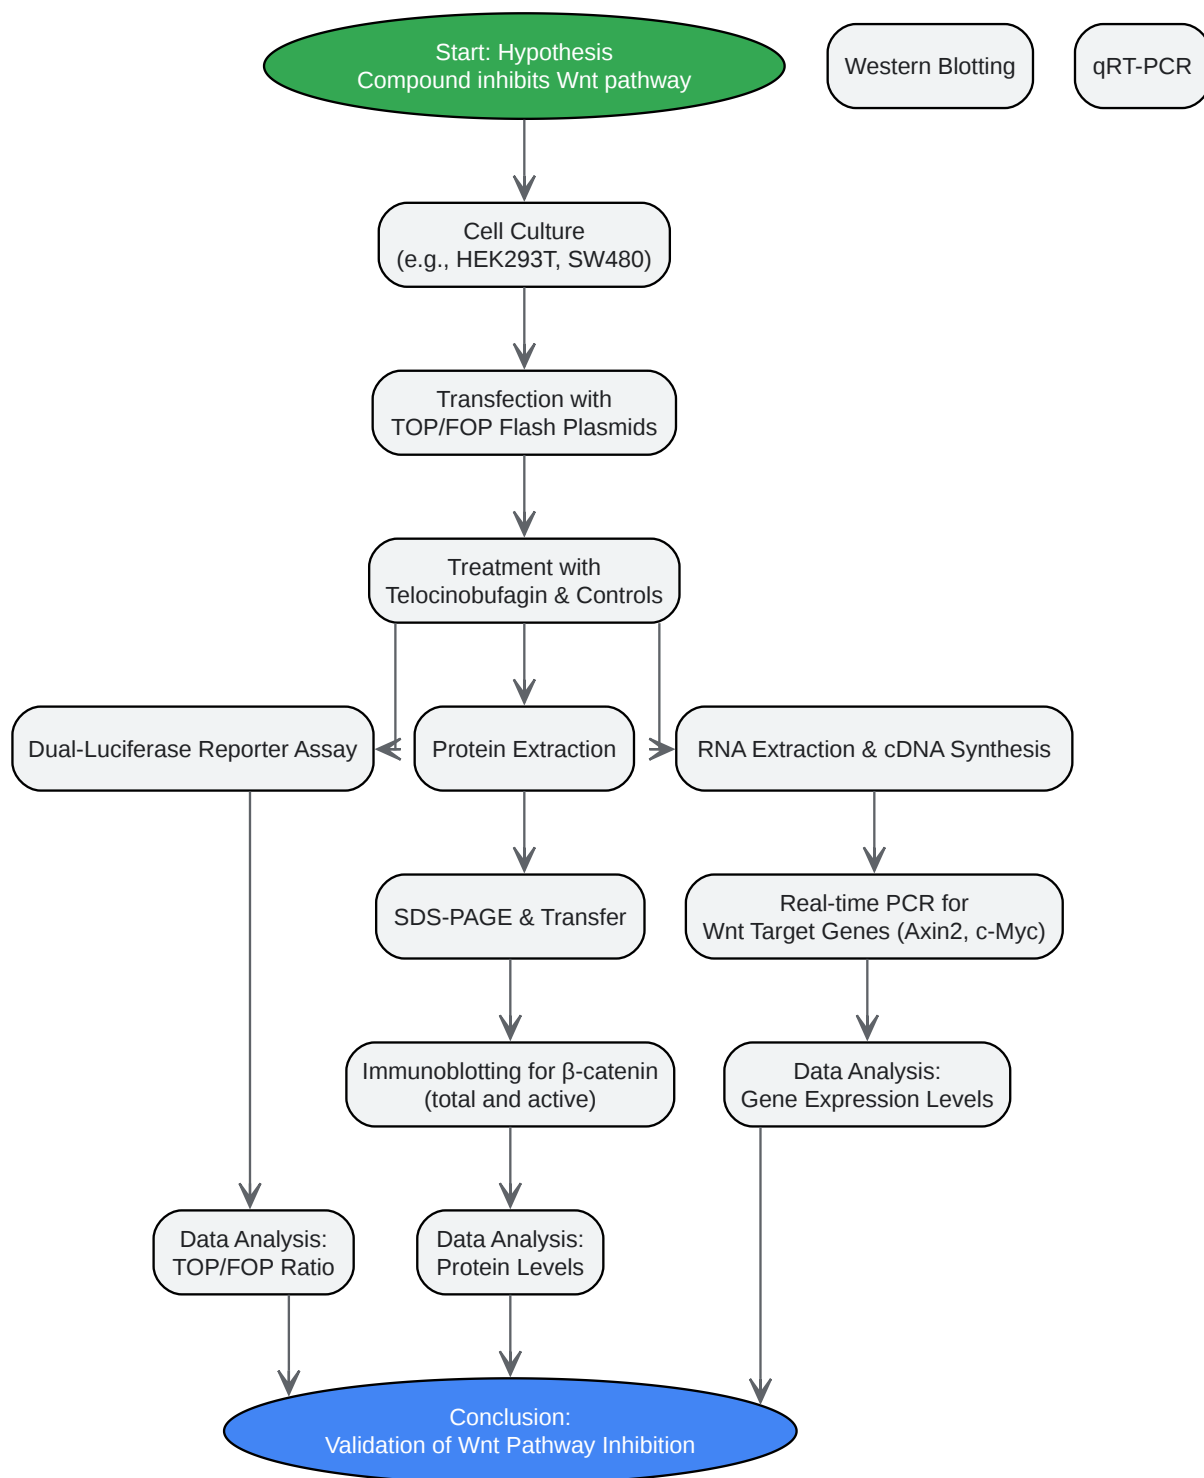 Start: Hypothesis
Compound inhibits Wnt pathway
Western Blotting
qRT-PCR
Cell Culture
(e.g., HEK293T, SW480)
Transfection with
TOP/FOP Flash Plasmids
Treatment with
Telocinobufagin & Controls
Dual-Luciferase Reporter Assay
Protein Extraction
RNA Extraction & cDNA Synthesis
SDS-PAGE & Transfer
Real-time PCR for
Wnt Target Genes (Axin2, c-Myc)
Immunoblotting for β-catenin
(total and active)
Data Analysis:
Gene Expression Levels
Data Analysis:
TOP/FOP Ratio
Data Analysis:
Protein Levels
Conclusion:
Validation of Wnt Pathway Inhibition